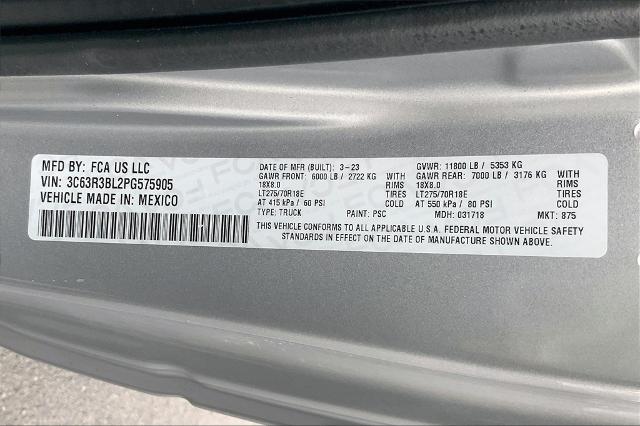 MFD BY: FCA US LLC
VIN: 3C63R3BL2PG575905
VEHICLE MADE IN: MEXICO
DATE OF MFR (BUILT): 3-23 GVWR: 11800 LB / 5353 KG
GAWR FRONT: 6000 LB / 2722 KG GAWR REAR: 7000 LB / 3176 KG
18X8.0 TIRES 18X8.0 TIRES
LT275/70R18E LT275/70R18E
AT 415 kPa / 60 PSI COLD AT 550 kPa / 80 PSI COLD
TYPE: TRUCK PAINT: PSC MDH: 031718 MKT: 875
THIS VEHICLE CONFORMS TO ALL APPLICABLE U.S.A. FEDERAL MOTOR VEHICLE SAFETY
STANDARDS IN EFFECT ON THE DATE OF MANUFACTURE SHOWN ABOVE.